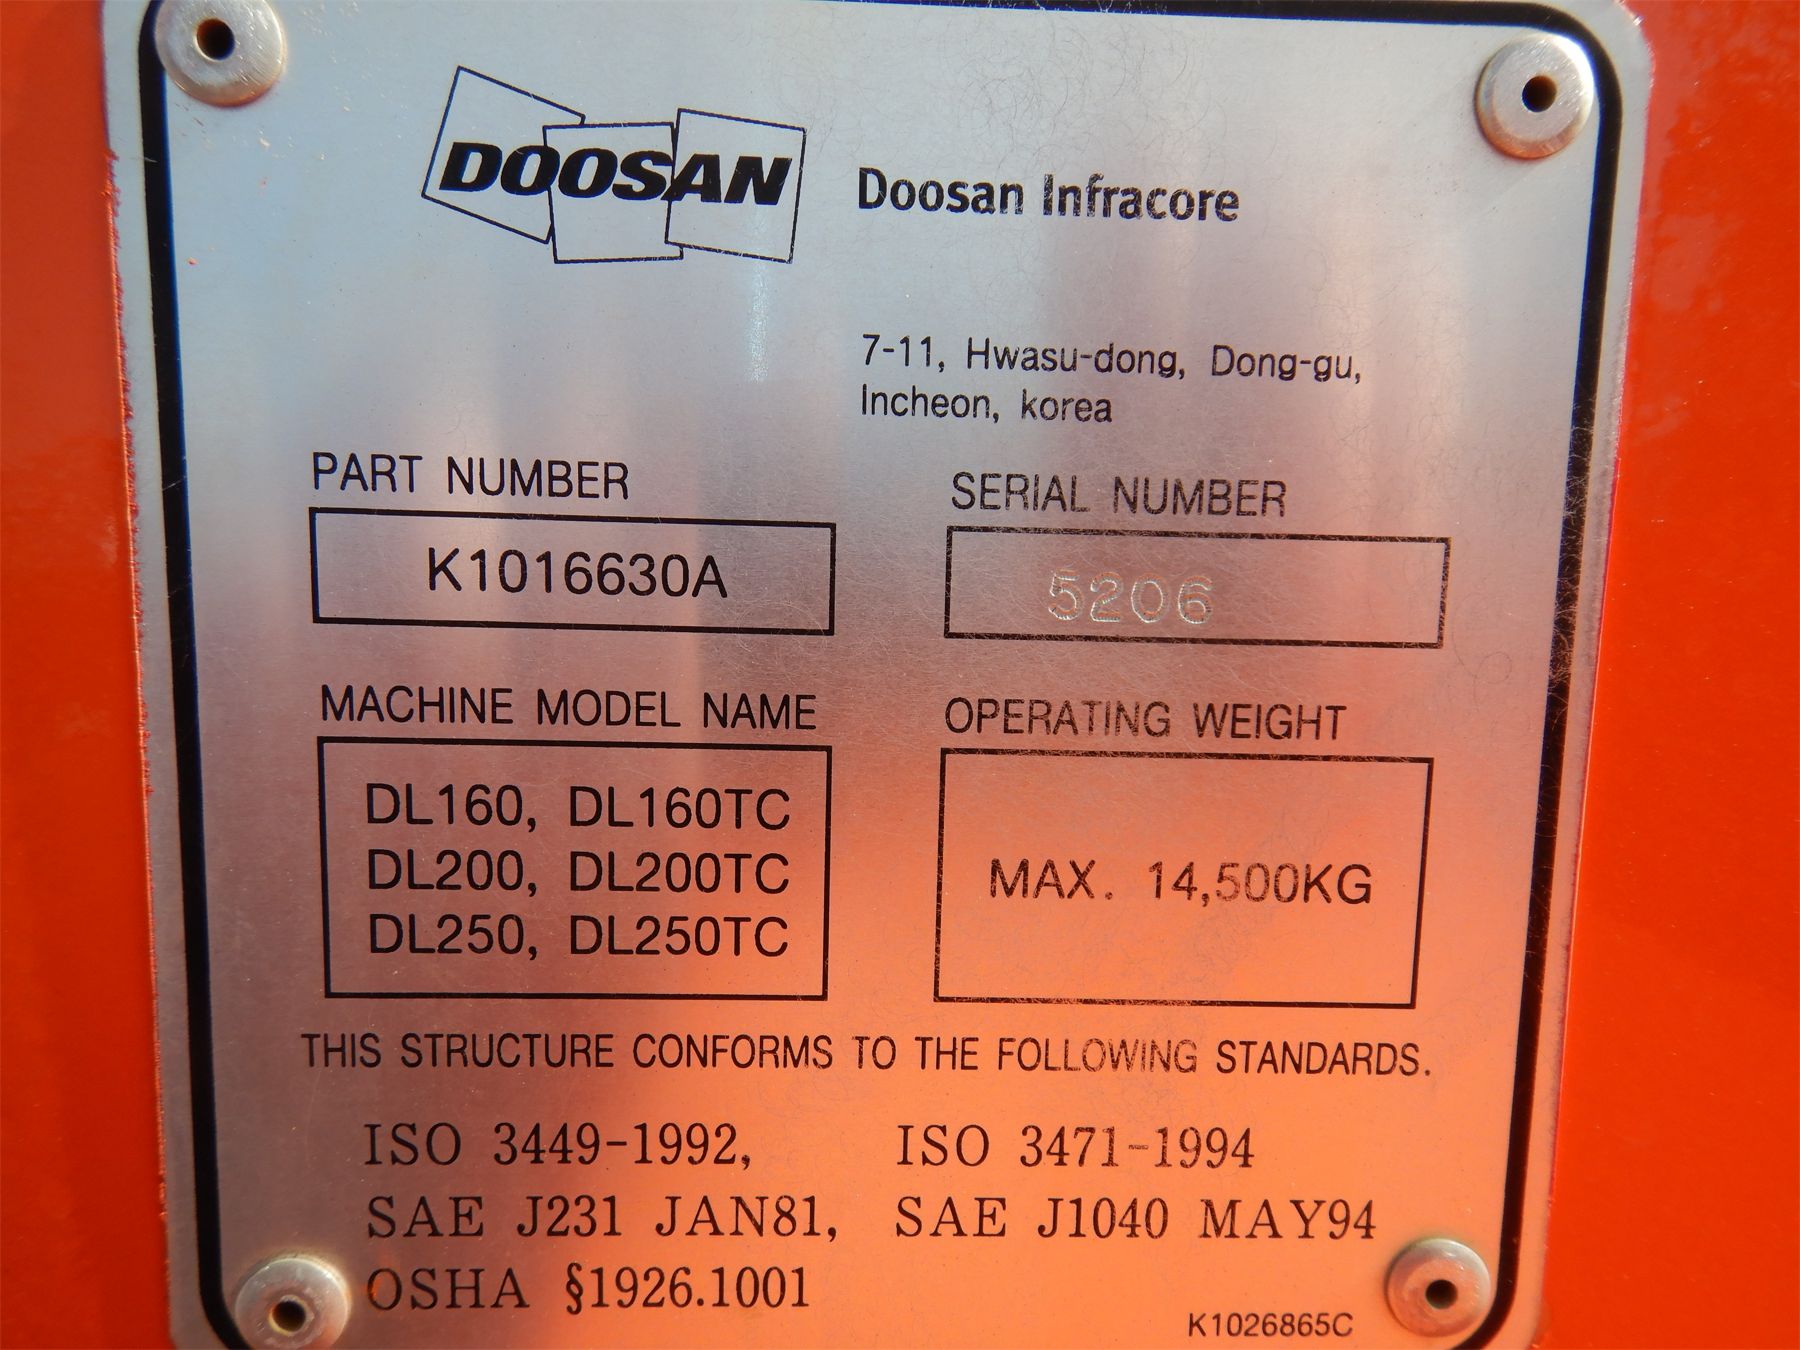 DOOSAN Doosan Infracore
7-11, Hwasu-dong, Dong-gu,
Incheon, korea
PART NUMBER
K1016630A
SERIAL NUMBER
5206
MACHINE MODEL NAME
DL160, DL160TC
DL200, DL200TC
DL250, DL250TC
OPERATING WEIGHT
MAX. 14,500KG
THIS STRUCTURE CONFORMS TO THE FOLLOWING STANDARDS.
ISO 3449-1992, ISO 3471-1994
SAE J231 JAN81, SAE J1040 MAY94
OSHA §1926.1001
K1026865C